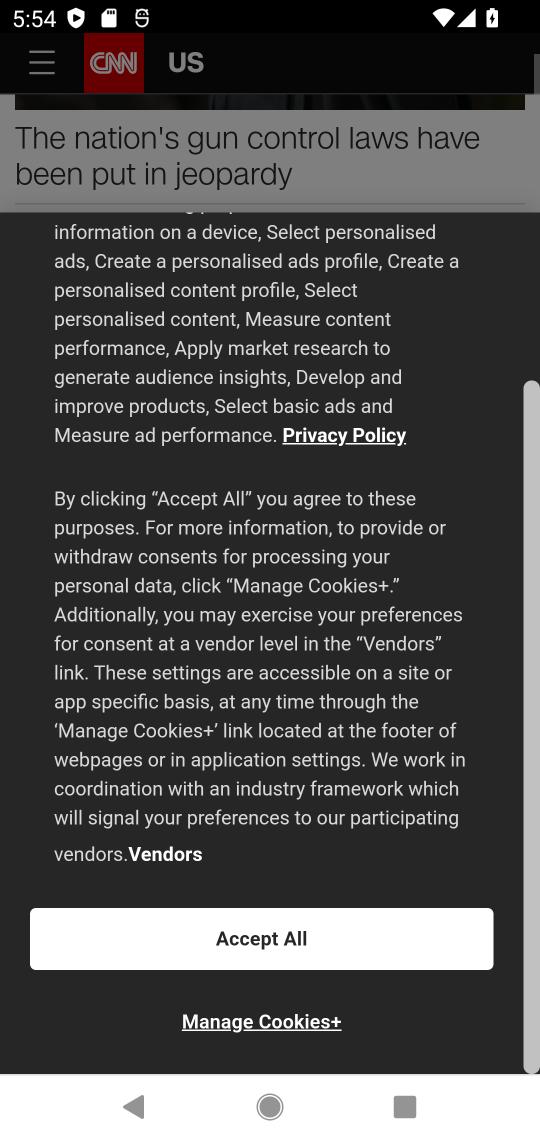 5:54
CNN US
The nation's gun control laws have
been put in jeopardy
information on a device, Select personalised
ads, Create a personalised ads profile, Create a
personalised content profile, Select
personalised content, Measure content
performance, Apply market research to
generate audience insights, Develop and
improve products, Select basic ads and
Measure ad performance. Privacy Policy
By clicking “Accept All” you agree to these
purposes. For more information, to provide or
withdraw consents for processing your
personal data, click “Manage Cookies+.”
Additionally, you may exercise your preferences
for consent at a vendor level in the “Vendors”
link. These settings are accessible on a site or
app specific basis, at any time through the
‘Manage Cookies+’ link located at the footer of
webpages or in application settings. We work in
coordination with an industry framework which
will signal your preferences to our participating
vendors.Vendors
Accept All
Manage Cookies+